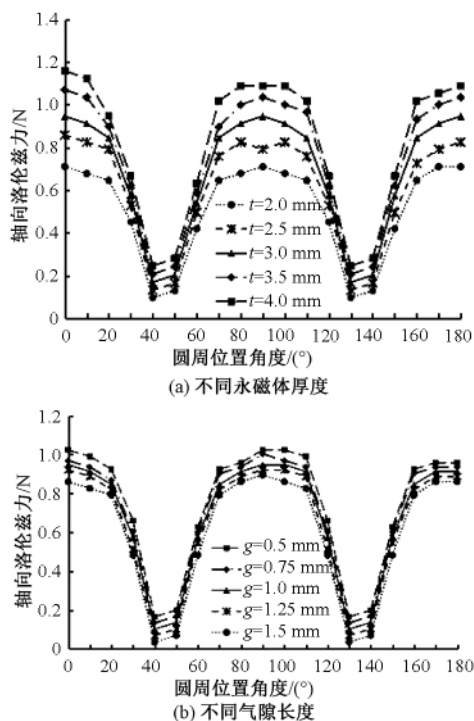 1.4
1.2
1.0
0.8
0.6
0.4
0.2
0
轴向洛伦兹力/N
t=2.0 mm
t=2.5 mm
t=3.0 mm
t=3.5 mm
t=4.0 mm
0 20 40 60 80 100 120 140 160 180
圆周位置角度/(°)
(a) 不同永磁体厚度
1.2
1.0
0.8
0.6
0.4
0.2
0
轴向洛伦兹力/N
g=0.5 mm
g=0.75 mm
g=1.0 mm
g=1.25 mm
g=1.5 mm
0 20 40 60 80 100 120 140 160 180
圆周位置角度/(°)
(b) 不同气隙长度